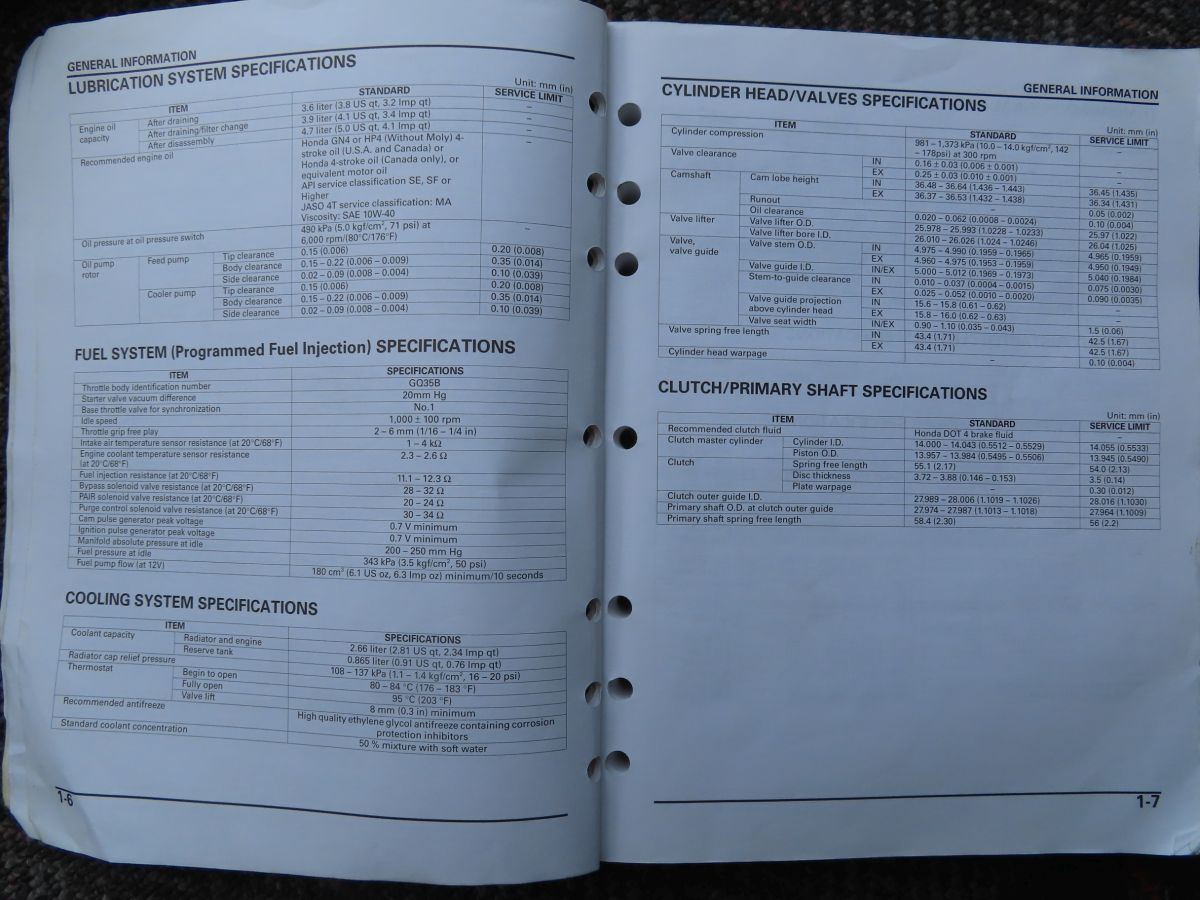 GENERAL INFORMATION
LUBRICATION SYSTEM SPECIFICATIONS
Unit: mm (in)
ITEM STANDARD SERVICE LIMIT
Engine oil capacity After draining 3.6 liter (3.8 US qt, 3.2 Imp qt) –
After draining/filter change 3.9 liter (4.1 US qt, 3.4 Imp qt) –
After disassembly 4.7 liter (5.0 US qt, 4.1 Imp qt) –
Recommended engine oil Honda GN4 or HP4 (Without Moly) 4- –
stroke oil (U.S.A. and Canada) or
Honda 4-stroke oil (Canada only), or
equivalent motor oil
API service classification SE, SF or
Higher
JASO 4T service classification: MA
Viscosity: SAE 10W-40
Oil pressure at oil pressure switch 490 kPa (5.0 kgf/cm², 71 psi) at –
6,000 rpm/(80°C/176°F)
Oil pump rotor Feed pump Tip clearance 0.15 (0.006) 0.20 (0.008)
Body clearance 0.15 – 0.22 (0.006 – 0.009) 0.35 (0.014)
Side clearance 0.02 – 0.09 (0.008 – 0.004) 0.10 (0.039)
Cooler pump Tip clearance 0.15 (0.006) 0.20 (0.008)
Body clearance 0.15 – 0.22 (0.006 – 0.009) 0.35 (0.014)
Side clearance 0.02 – 0.09 (0.008 – 0.004) 0.10 (0.039)
FUEL SYSTEM (Programmed Fuel Injection) SPECIFICATIONS
ITEM SPECIFICATIONS
Throttle body identification number GQ35B
Starter valve vacuum difference 20mm Hg
Base throttle valve for synchronization No.1
Idle speed 1,000 ± 100 rpm
Throttle grip free play 2 – 6 mm (1/16 – 1/4 in)
Intake air temperature sensor resistance (at 20°C/68°F) 1 – 4 kΩ
Engine coolant temperature sensor resistance 2.3 – 2.6 Ω
(at 20°C/68°F)
Fuel injection resistance (at 20°C/68°F) 11.1 – 12.3 Ω
Bypass solenoid valve resistance (at 20°C/68°F) 28 – 32 Ω
PAIR solenoid valve resistance (at 20°C/68°F) 20 – 24 Ω
Purge control solenoid valve resistance (at 20°C/68°F) 30 – 34 Ω
Cam pulse generator peak voltage 0.7 V minimum
Ignition pulse generator peak voltage 0.7 V minimum
Manifold absolute pressure at idle 200 – 250 mm Hg
Fuel pressure at idle 343 kPa (3.5 kgf/cm², 50 psi)
Fuel pump flow (at 12V) 180 cm³ (6.1 US oz, 6.3 Imp oz) minimum/10 seconds
COOLING SYSTEM SPECIFICATIONS
ITEM SPECIFICATIONS
Coolant capacity Radiator and engine 2.66 liter (2.81 US qt, 2.34 Imp qt)
Reserve tank 0.865 liter (0.91 US qt, 0.76 Imp qt)
Radiator cap relief pressure 108 – 137 kPa (1.1 – 1.4 kgf/cm², 16 – 20 psi)
Thermostat Begin to open 80 – 84 °C (176 – 183 °F)
Fully open 95 °C (203 °F)
Valve lift 8 mm (0.3 in) minimum
Recommended antifreeze High quality ethylene glycol antifreeze containing corrosion
protection inhibitors
Standard coolant concentration 50 % mixture with soft water
1-6
GENERAL INFORMATION
CYLINDER HEAD/VALVES SPECIFICATIONS
Unit: mm (in)
ITEM STANDARD SERVICE LIMIT
Cylinder compression 981 – 1,373 kPa (10.0 – 14.0 kgf/cm², 142 –
– 178psi) at 300 rpm
Valve clearance IN 0.16 ± 0.03 (0.006 ± 0.001) –
EX 0.25 ± 0.03 (0.010 ± 0.001) –
Camshaft Cam lobe height IN 36.48 – 36.64 (1.436 – 1.443) 36.45 (1.435)
EX 36.37 – 36.53 (1.432 – 1.438) 36.34 (1.431)
Runout – 0.05 (0.002)
Oil clearance 0.020 – 0.062 (0.0008 – 0.0024) 0.10 (0.004)
Valve lifter Valve lifter O.D. 25.978 – 25.993 (1.0228 – 1.0233) 25.97 (1.022)
Valve lifter bore I.D. 26.010 – 26.026 (1.024 – 1.0246) 26.04 (1.025)
Valve, valve guide Valve stem O.D. IN 4.975 – 4.990 (0.1959 – 0.1965) 4.965 (0.1959)
EX 4.960 – 4.975 (0.1953 – 0.1959) 4.950 (0.1949)
Valve guide I.D. IN/EX 5.000 – 5.012 (0.1969 – 0.1973) 5.040 (0.1984)
Stem-to-guide clearance IN 0.010 – 0.037 (0.0004 – 0.0015) 0.075 (0.0030)
EX 0.025 – 0.052 (0.0010 – 0.0020) 0.090 (0.0035)
Valve guide projection above cylinder head IN 15.6 – 15.8 (0.61 – 0.62) –
EX 15.8 – 16.0 (0.62 – 0.63) –
Valve seat width IN/EX 0.90 – 1.10 (0.035 – 0.043) 1.5 (0.06)
Valve spring free length IN 43.4 (1.71) 42.5 (1.67)
EX 43.4 (1.71) 42.5 (1.67)
Cylinder head warpage – 0.10 (0.004)
CLUTCH/PRIMARY SHAFT SPECIFICATIONS
Unit: mm (in)
ITEM STANDARD SERVICE LIMIT
Recommended clutch fluid Honda DOT 4 brake fluid –
Clutch master cylinder Cylinder I.D. 14.000 – 14.043 (0.5512 – 0.5529) 14.055 (0.5533)
Piston O.D. 13.957 – 13.984 (0.5495 – 0.5506) 13.945 (0.5490)
Clutch Spring free length 55.1 (2.17) 54.0 (2.13)
Disc thickness 3.72 – 3.88 (0.146 – 0.153) 3.5 (0.14)
Plate warpage – 0.30 (0.012)
Clutch outer guide I.D. 27.989 – 28.006 (1.1019 – 1.1026) 28.016 (1.1030)
Primary shaft O.D. at clutch outer guide 27.974 – 27.987 (1.1013 – 1.1018) 27.964 (1.1009)
Primary shaft spring free length 58.4 (2.30) 56 (2.2)
1-7